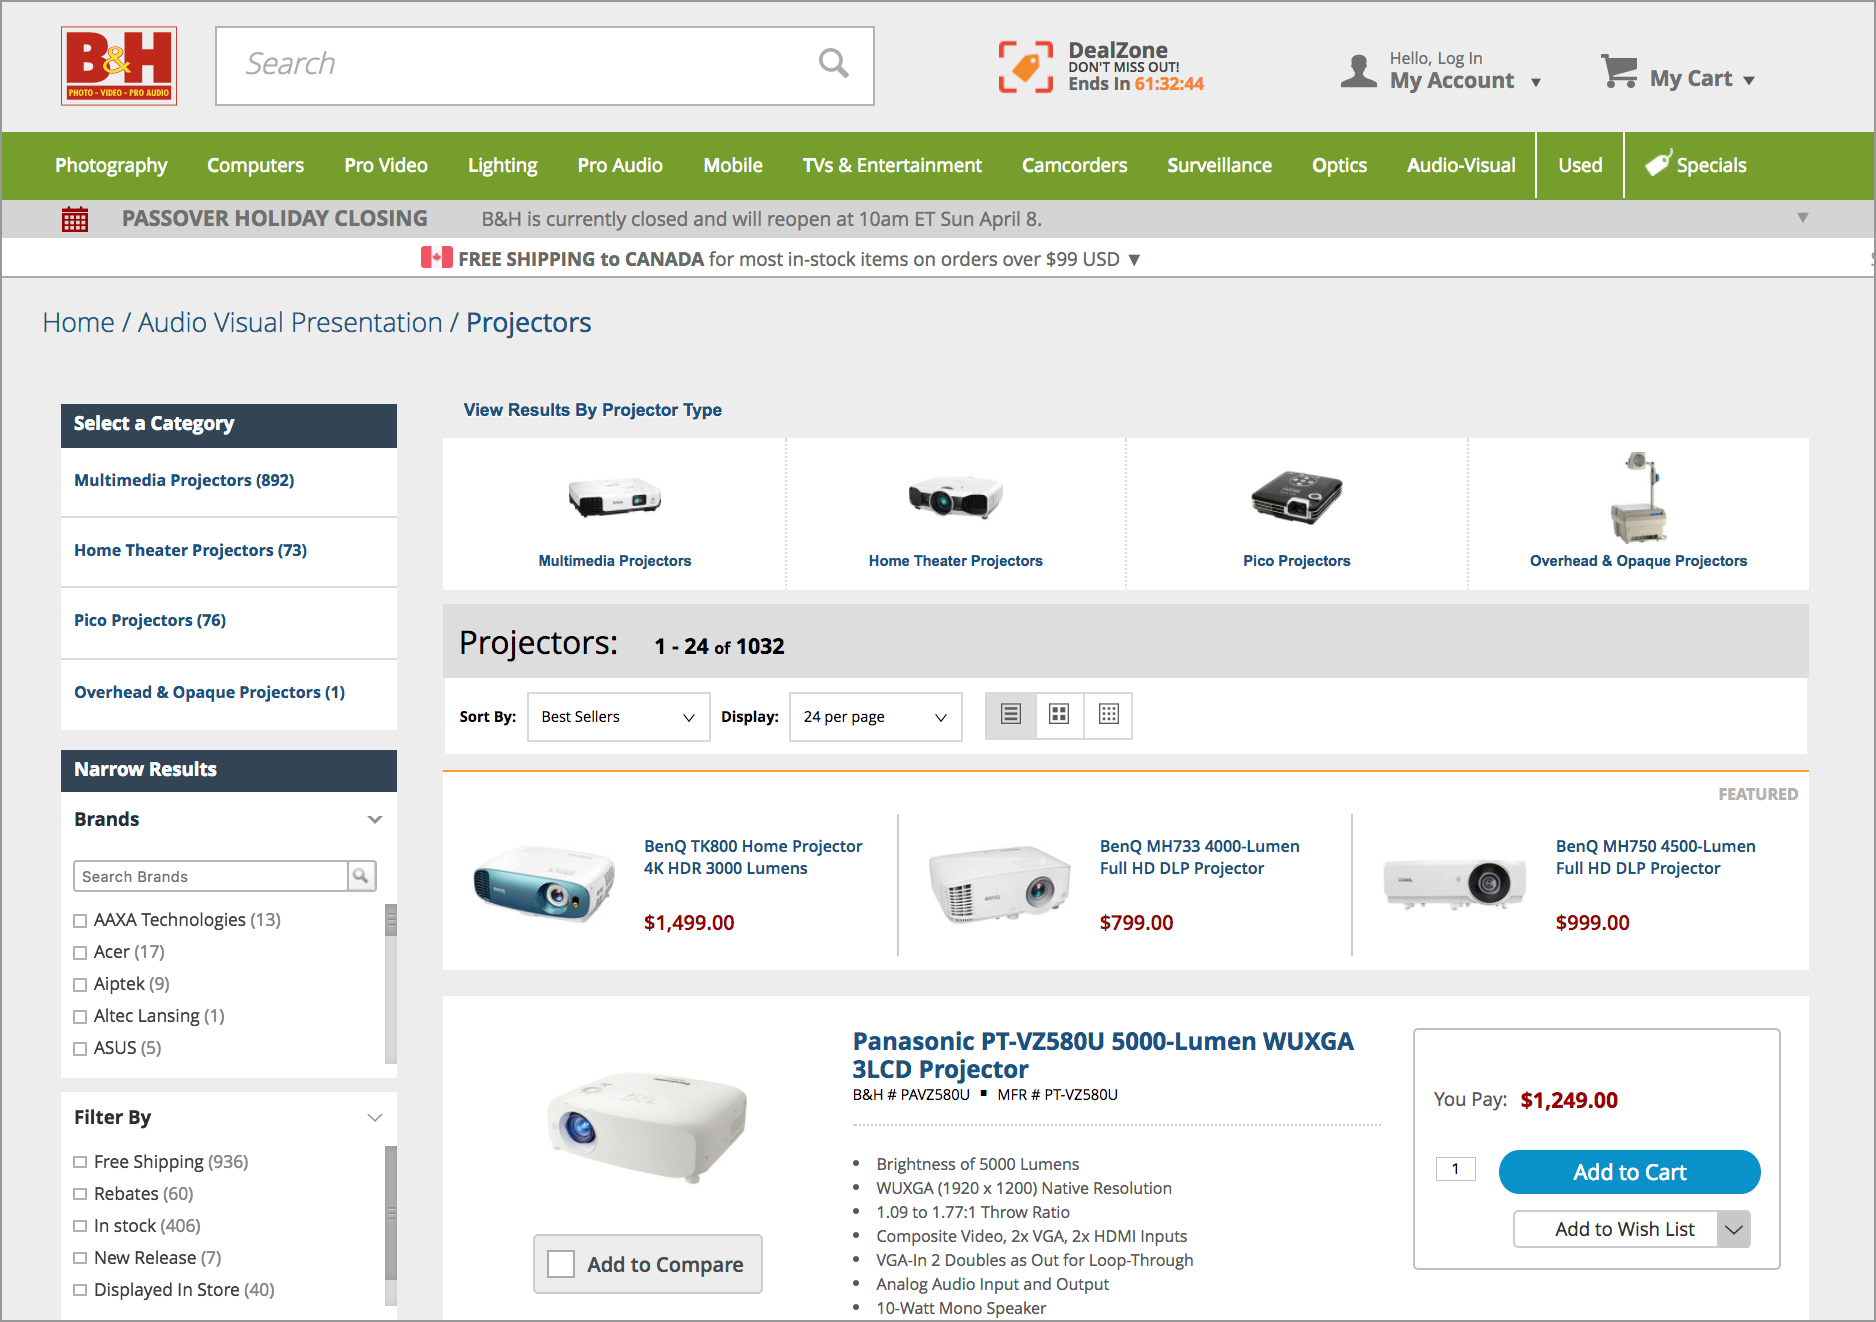 B&H
PHOTO - VIDEO - PRO AUDIO
Search
DealZone
DON'T MISS OUT!
Ends In 61:32:44
Hello, Log In
My Account ▼
My Cart ▼
Photography Computers Pro Video Lighting Pro Audio Mobile TVs & Entertainment Camcorders Surveillance Optics Audio-Visual Used Specials
PASSOVER HOLIDAY CLOSING B&H is currently closed and will reopen at 10am ET Sun April 8. ▼
FREE SHIPPING to CANADA for most in-stock items on orders over $99 USD ▼
Home / Audio Visual Presentation / Projectors
Select a Category
Multimedia Projectors (892)
Home Theater Projectors (73)
Pico Projectors (76)
Overhead & Opaque Projectors (1)
Narrow Results
Brands
Search Brands
AAXA Technologies (13)
Acer (17)
Aiptek (9)
Altec Lansing (1)
ASUS (5)
Filter By
Free Shipping (936)
Rebates (60)
In stock (406)
New Release (7)
Displayed In Store (40)
View Results By Projector Type
Multimedia Projectors
Home Theater Projectors
Pico Projectors
Overhead & Opaque Projectors
Projectors: 1 - 24 of 1032
Sort By: Best Sellers Display: 24 per page
FEATURED
BenQ TK800 Home Projector
4K HDR 3000 Lumens
$1,499.00
BenQ MH733 4000-Lumen
Full HD DLP Projector
$799.00
BenQ MH750 4500-Lumen
Full HD DLP Projector
$999.00
Panasonic PT-VZ580U 5000-Lumen WUXGA
3LCD Projector
B&H # PAVZ580U ▪ MFR # PT-VZ580U
• Brightness of 5000 Lumens
• WUXGA (1920 x 1200) Native Resolution
• 1.09 to 1.77:1 Throw Ratio
• Composite Video, 2x VGA, 2x HDMI Inputs
• VGA-In 2 Doubles as Out for Loop-Through
• Analog Audio Input and Output
• 10-Watt Mono Speaker
Add to Compare
You Pay: $1,249.00
1
Add to Cart
Add to Wish List